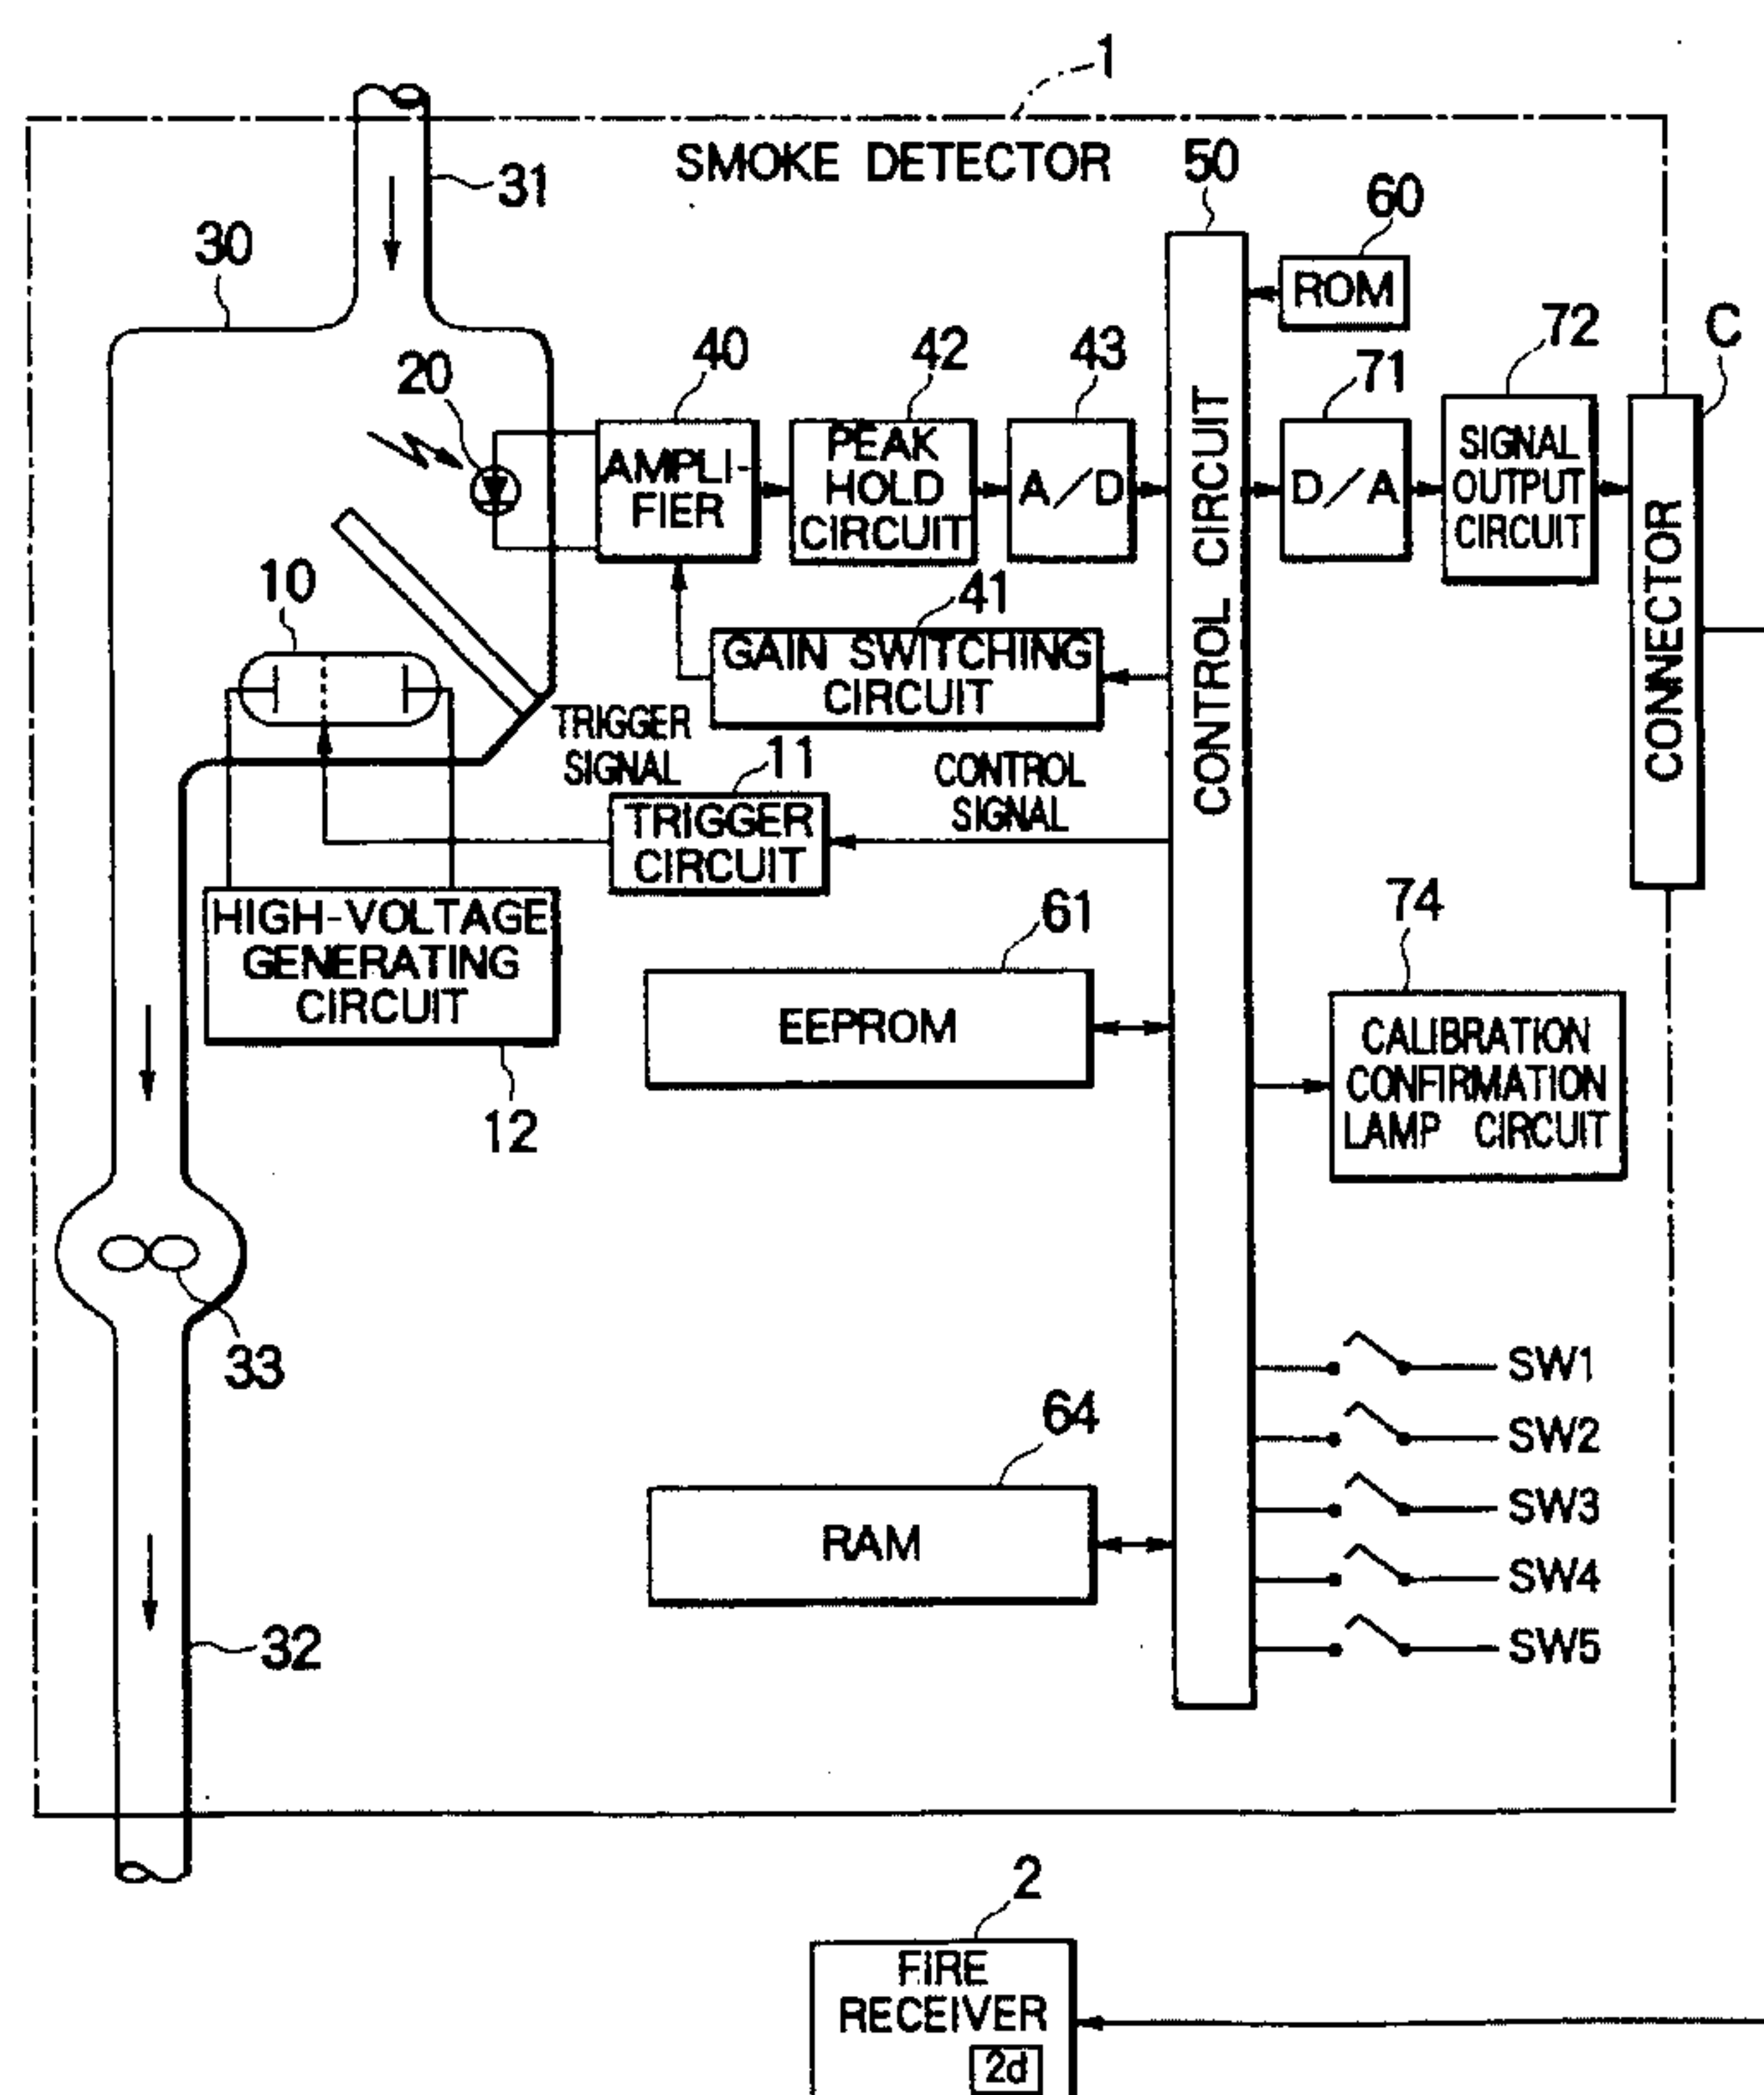 1
SMOKE DETECTOR
31
30
50
60
ROM
20
40
AMPLI-
FIER
42
PEAK
HOLD
CIRCUIT
43
A/D
CONTROL CIRCUIT
71
D/A
72
SIGNAL
OUTPUT
CIRCUIT
C
CONNECTOR
10
41
GAIN SWITCHING
CIRCUIT
TRIGGER
SIGNAL
11
TRIGGER
CIRCUIT
CONTROL
SIGNAL
HIGH-VOLTAGE
GENERATING
CIRCUIT
12
61
EEPROM
74
CALIBRATION
CONFIRMATION
LAMP CIRCUIT
33
SW1
SW2
SW3
SW4
SW5
64
RAM
32
2
FIRE
RECEIVER
2d